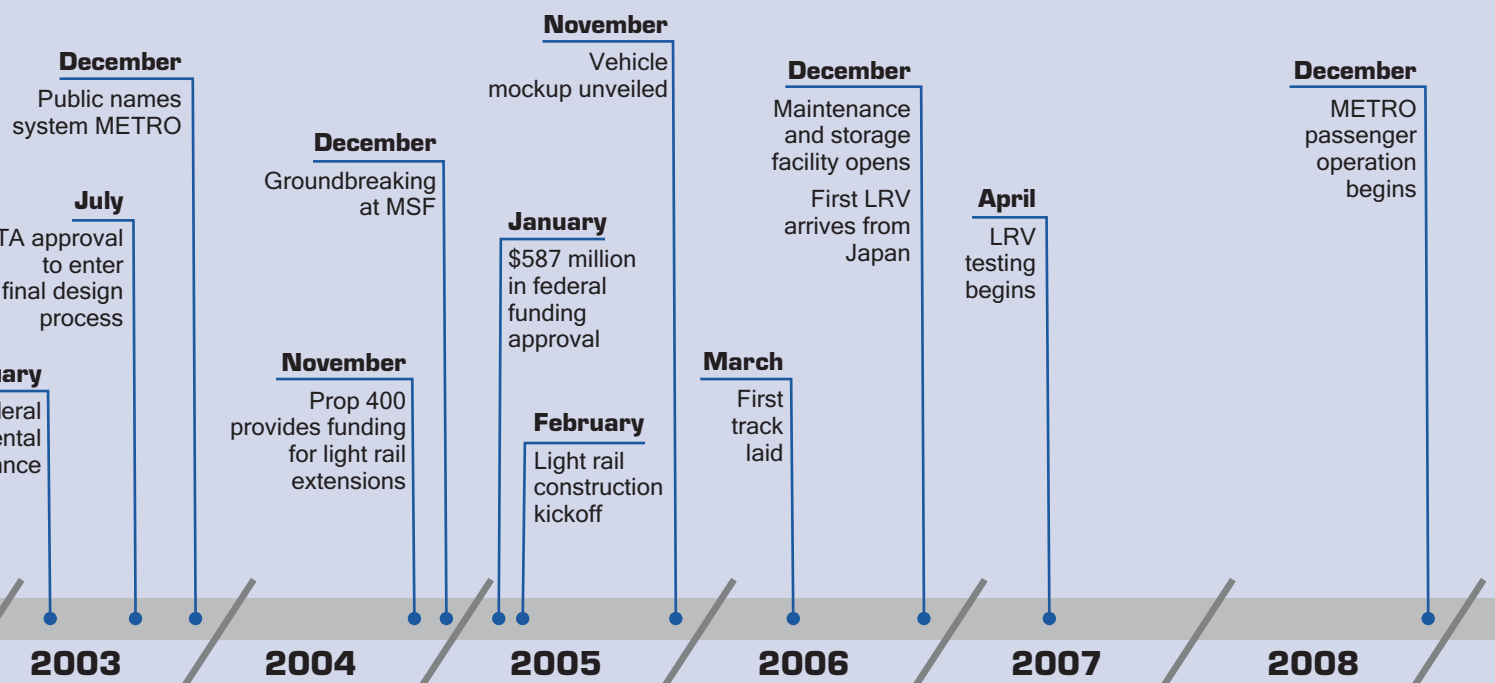 December
Public names
system METRO
July
approval
to enter
final design
process
December
Groundbreaking
at MSF
November
Prop 400
provides funding
for light rail
extensions
January
$587 million
in federal
funding
approval
February
Light rail
construction
kickoff
November
Vehicle
mockup unveiled
March
First
track
laid
December
Maintenance
and storage
facility opens
First LRV
arrives from
Japan
April
LRV
testing
begins
December
METRO
passenger
operation
begins
2003
2004
2005
2006
2007
2008